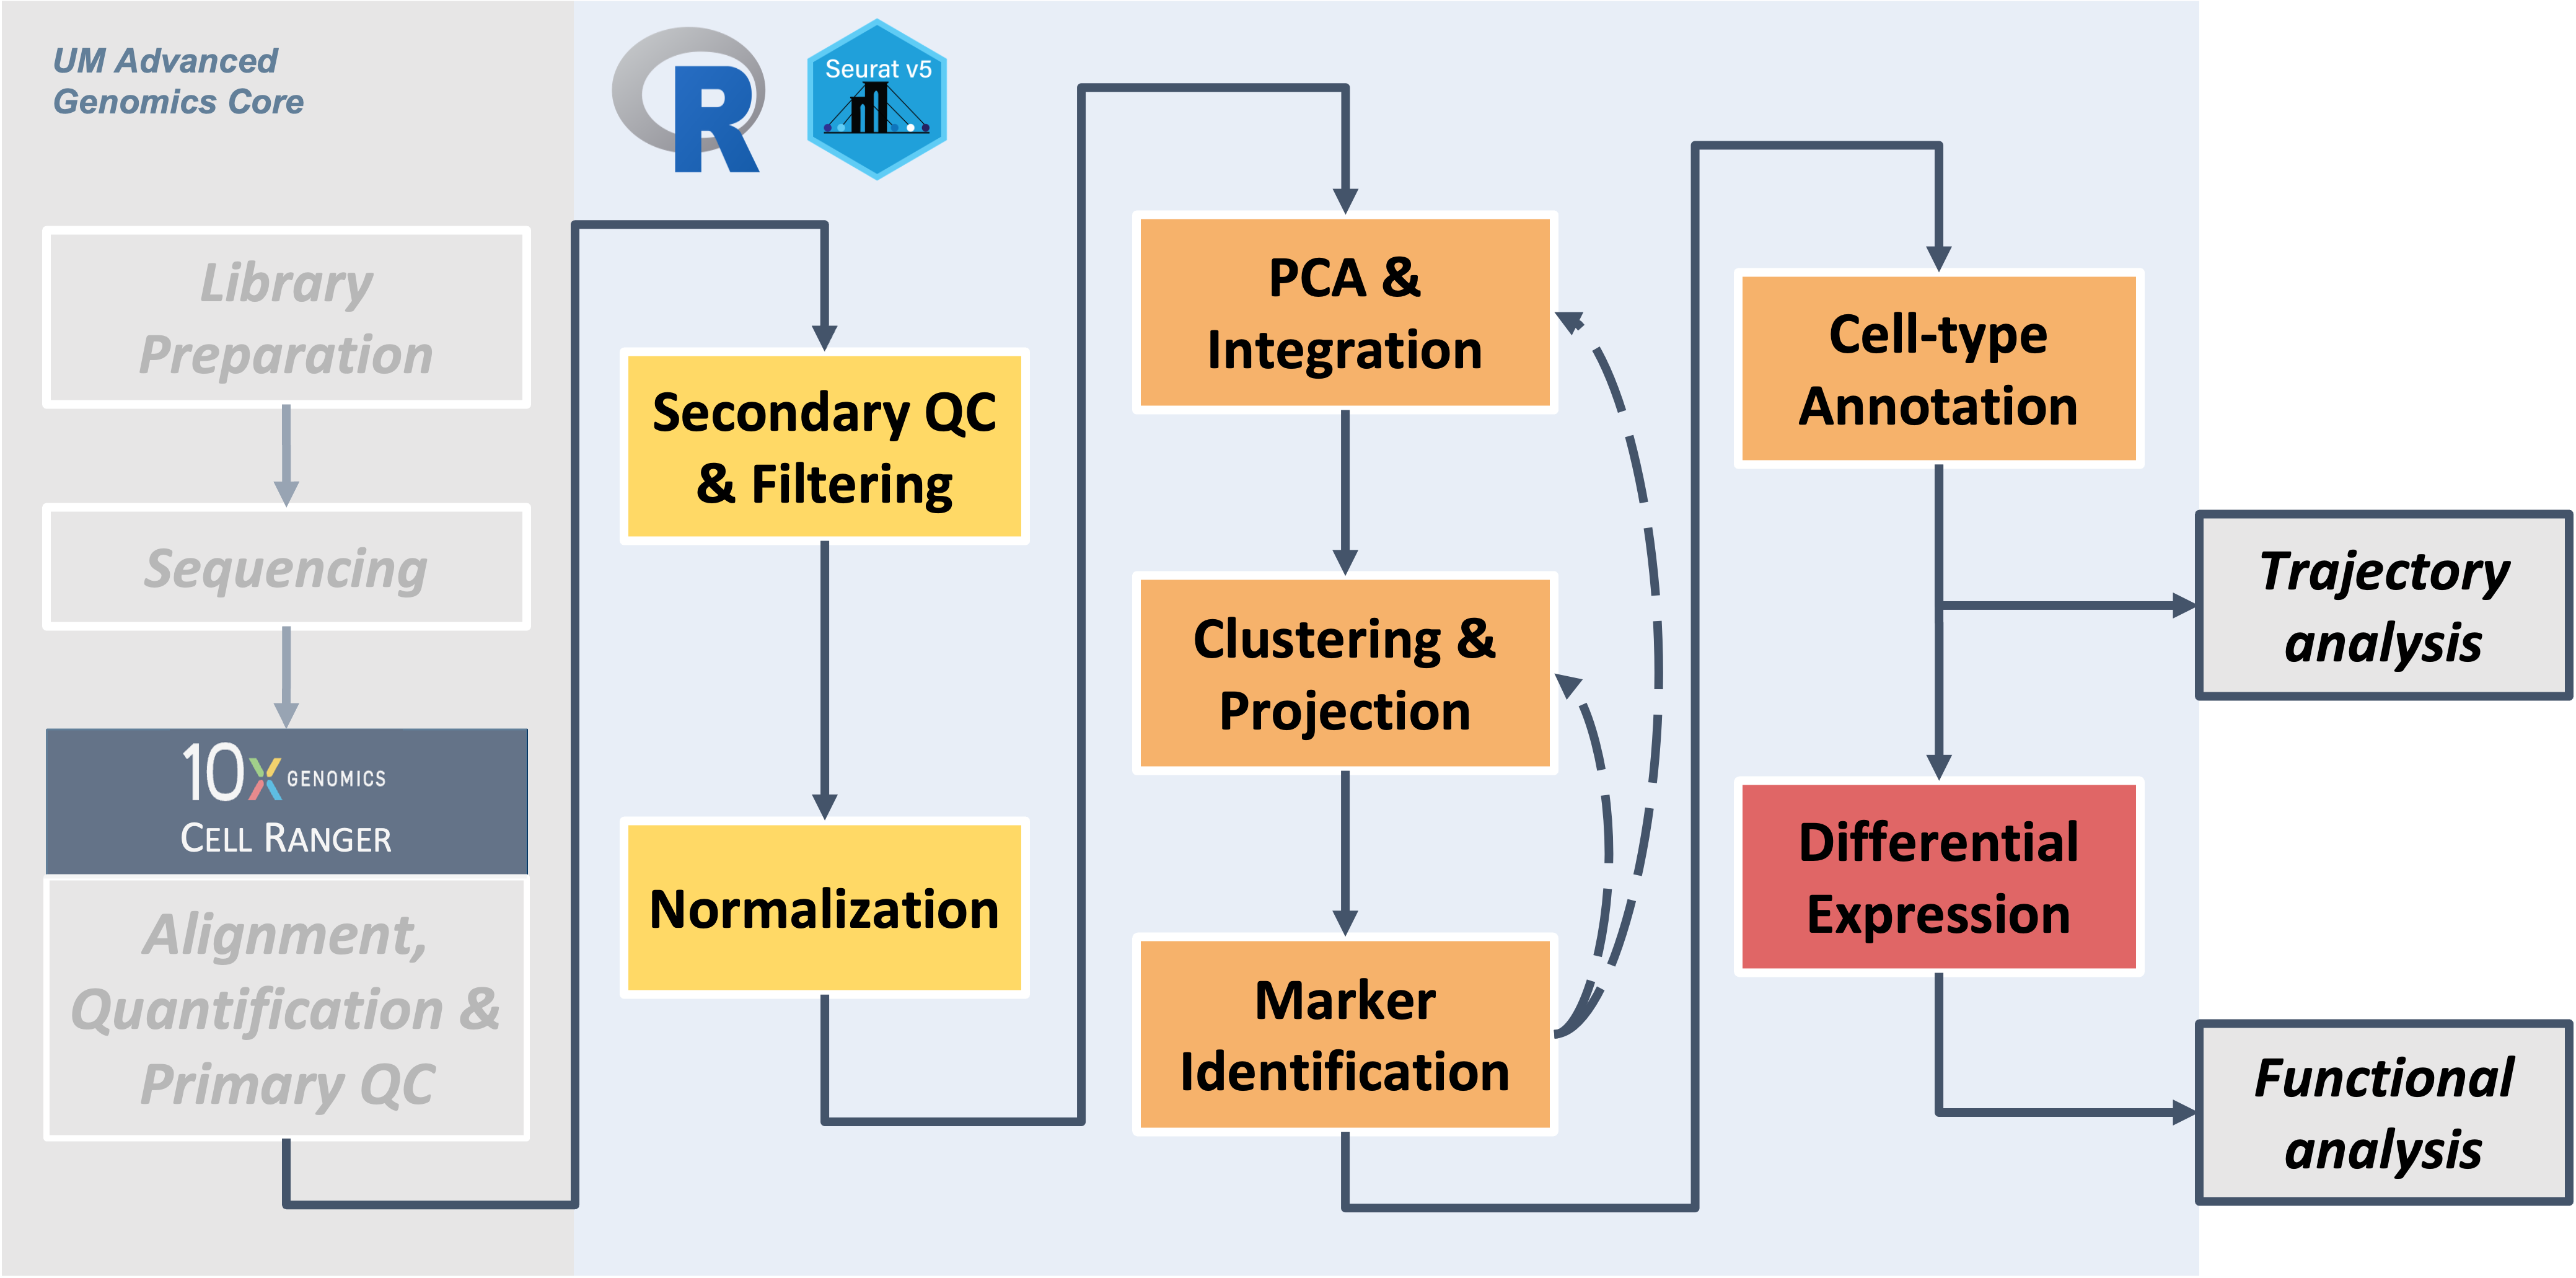 UM Advanced
Genomics Core
Library
Preparation
Sequencing
10x GENOMICS
CELL RANGER
Alignment,
Quantification &
Primary QC
R
Seurat v5
Secondary QC
& Filtering
Normalization
PCA &
Integration
Clustering &
Projection
Marker
Identification
Cell-type
Annotation
Differential
Expression
Trajectory
analysis
Functional
analysis